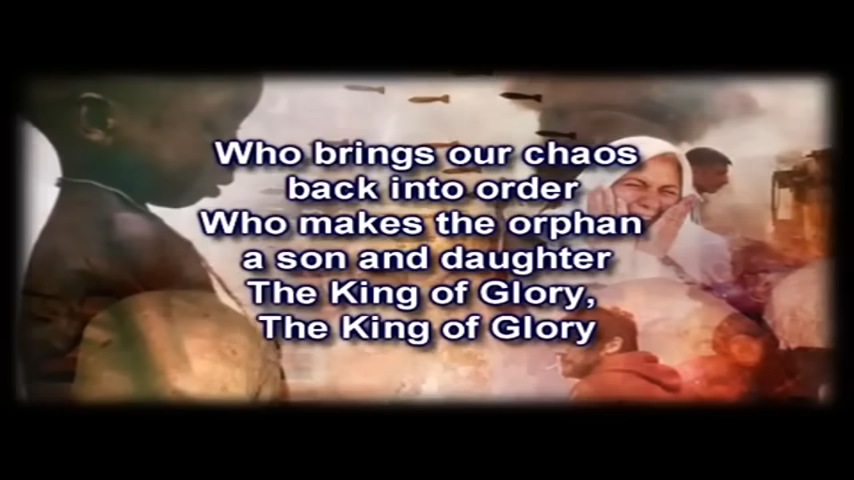 Who brings our chaos
back into order
Who makes the orphan
a son and daughter
The King of Glory,
The King of Glory